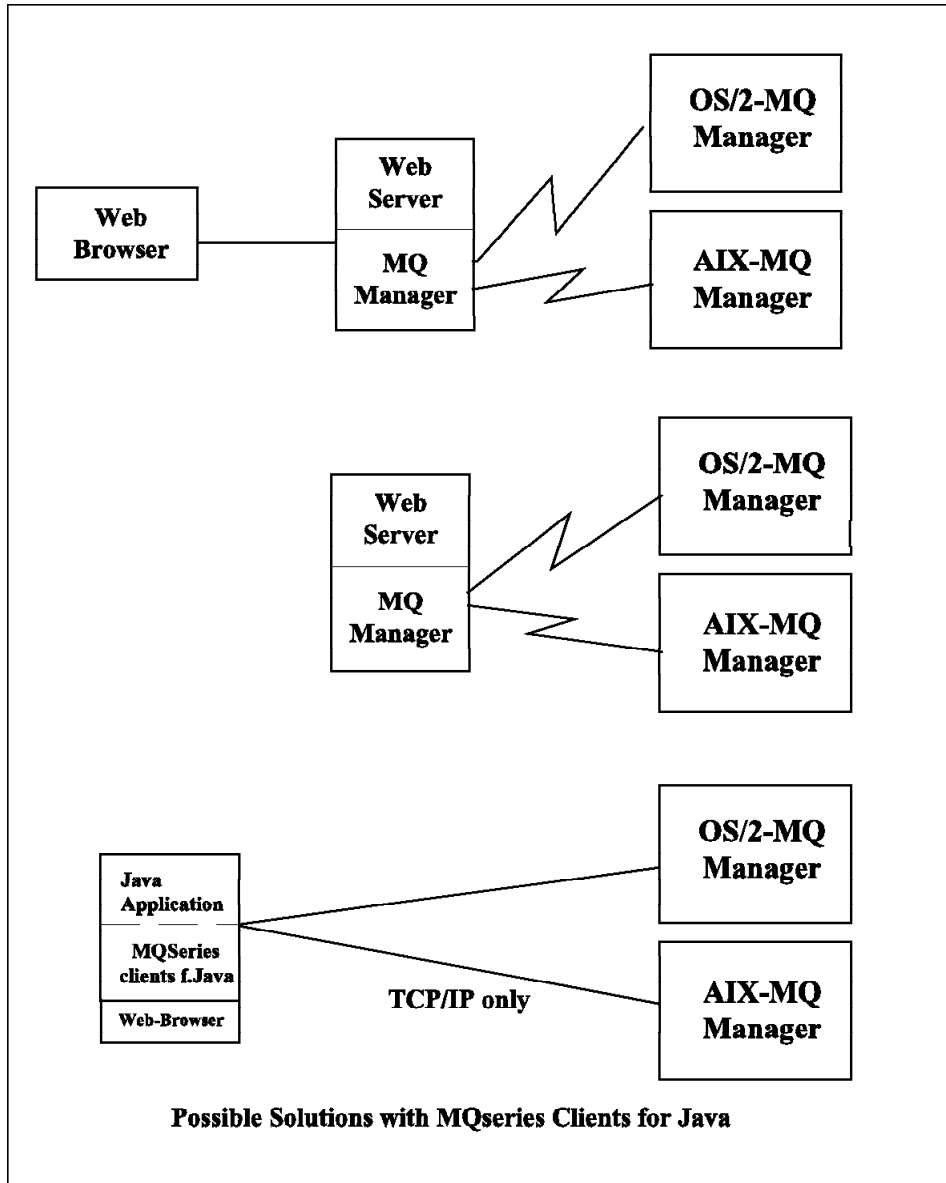 OS/2-MQ
Manager
Web
Server
Web
Browser
MQ
Manager
AIX-MQ
Manager
OS/2-MQ
Manager
Web
Server
MQ
Manager
AIX-MQ
Manager
OS/2-MQ
Manager
Java
Application
MQSeries
clients f.Java
Web-Browser
TCP/IP only
AIX-MQ
Manager
Possible Solutions with MQseries Clients for Java